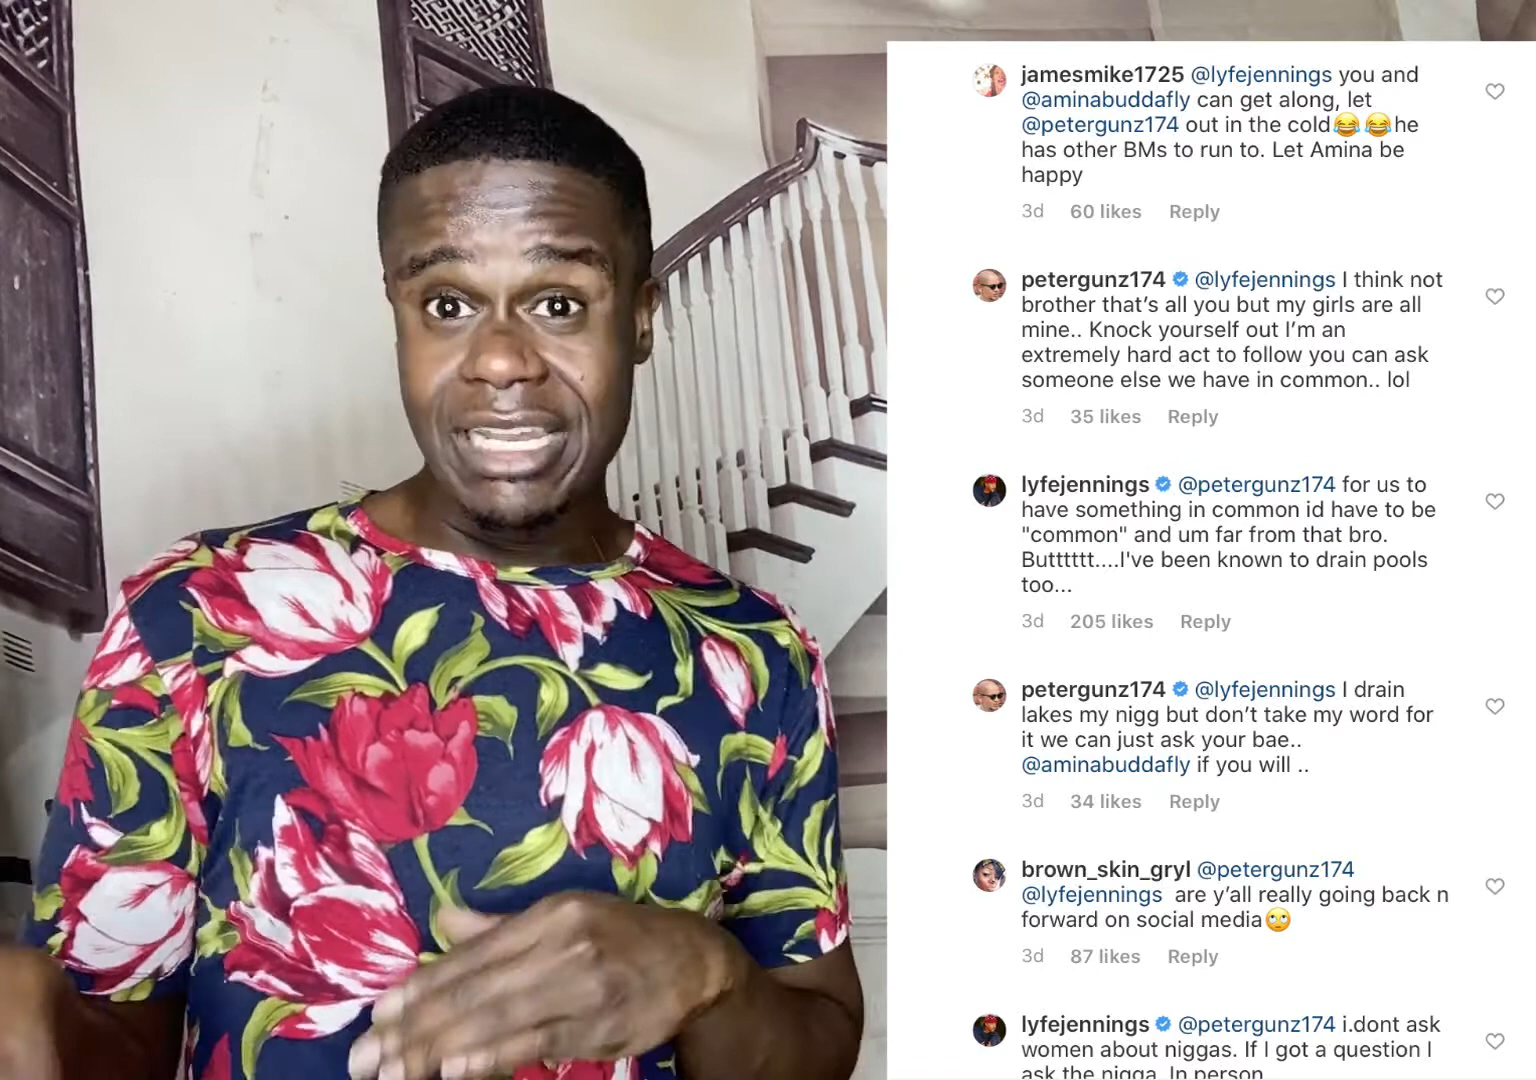 jamesmike1725 @lyfejennings you and
@aminabuddafly can get along, let
@petergunz174 out in the cold😂😂he
has other BMs to run to. Let Amina be
happy
3d 60 likes Reply
petergunz174 @lyfejennings I think not
brother that’s all you but my girls are all
mine.. Knock yourself out I’m an
extremely hard act to follow you can ask
someone else we have in common.. lol
3d 35 likes Reply
lyfejennings @petergunz174 for us to
have something in common id have to be
"common" and um far from that bro.
Buttttttt....I've been known to drain pools
too...
3d 205 likes Reply
petergunz174 @lyfejennings I drain
lakes my nigg but don’t take my word for
it we can just ask your bae..
@aminabuddafly if you will ..
3d 34 likes Reply
brown_skin_gryl @petergunz174
@lyfejennings are y’all really going back n
forward on social media🙄
3d 87 likes Reply
lyfejennings @petergunz174 i.dont ask
women about niggas. If I got a question I
ask the nigga. In person